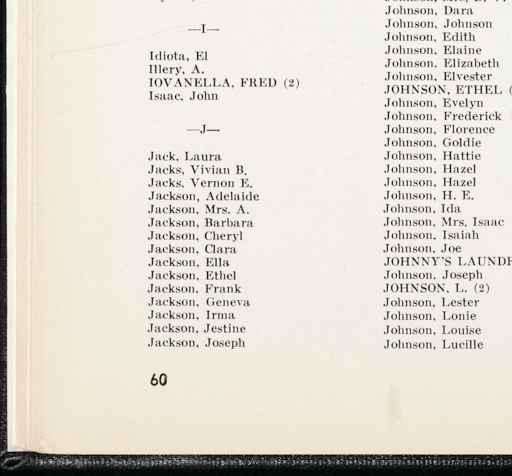 —I—
Idiota, El
Illery, A.
IOVANELLA, FRED (2)
Isaac, John
—J—
Jack, Laura
Jacks, Vivian B.
Jacks, Vernon E.
Jackson, Adelaide
Jackson, Mrs. A.
Jackson, Barbara
Jackson, Cheryl
Jackson, Clara
Jackson, Ella
Jackson, Ethel
Jackson, Frank
Jackson, Geneva
Jackson, Irma
Jackson, Jestine
Jackson, Joseph
60
Johnson, Dara
Johnson, Johnson
Johnson, Edith
Johnson, Elaine
Johnson, Elizabeth
Johnson, Elvester
JOHNSON, ETHEL (
Johnson, Evelyn
Johnson, Frederick
Johnson, Florence
Johnson, Goldie
Johnson, Hattie
Johnson, Hazel
Johnson, Hazel
Johnson, H. E.
Johnson, Ida
Johnson, Mrs. Isaac
Johnson, Isaiah
Johnson, Joe
JOHNNY'S LAUNDR
Johnson, Joseph
JOHNSON, L. (2)
Johnson, Lester
Johnson, Lonie
Johnson, Louise
Johnson, Lucille